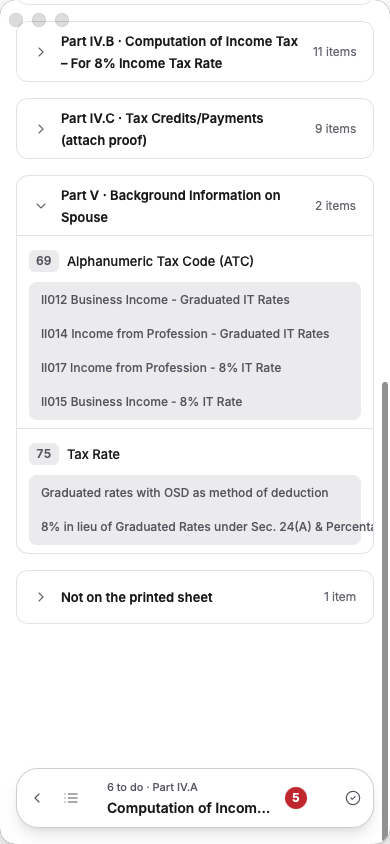 Part IV.B · Computation of Income Tax
– For 8% Income Tax Rate
11 items
Part IV.C · Tax Credits/Payments
(attach proof)
9 items
Part V · Background Information on
Spouse
2 items
69 Alphanumeric Tax Code (ATC)
II012 Business Income - Graduated IT Rates
II014 Income from Profession - Graduated IT Rates
II017 Income from Profession - 8% IT Rate
II015 Business Income - 8% IT Rate
75 Tax Rate
Graduated rates with OSD as method of deduction
8% in lieu of Graduated Rates under Sec. 24(A) & Percenta
Not on the printed sheet
1 item
6 to do · Part IV.A
Computation of Incom...
5